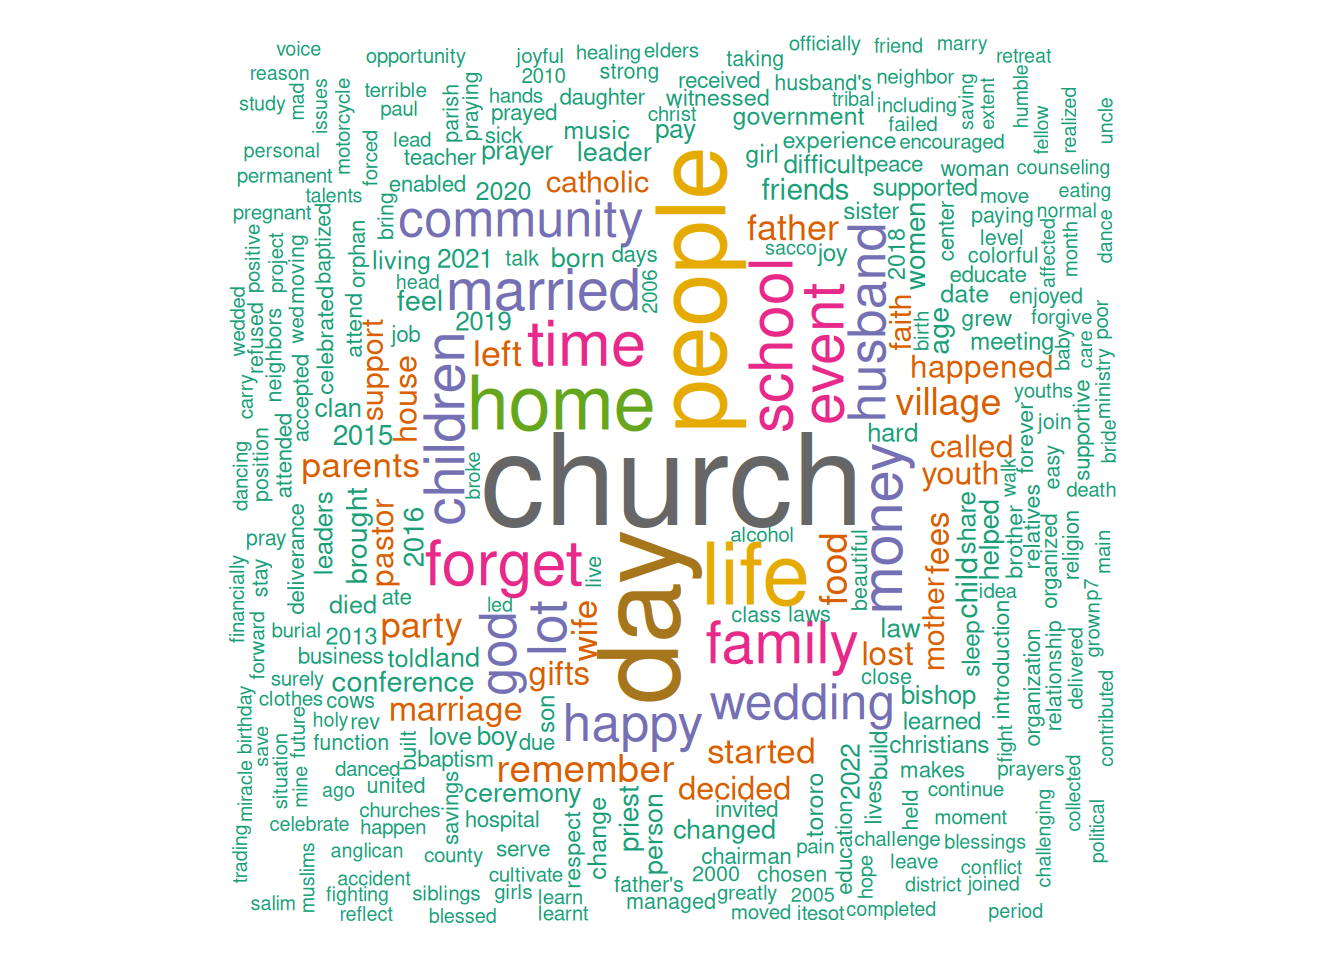 voice
opportunity
joyful
healing
elders
officially
friend
marry
retreat
reason
mad
issues
motorcycle
terrible
paul
parish
praying
2010
hands
strong
daughter
received
witnessed
christ
taking
husband's
tribal
neighbor
including
saving
extent
humble
fellow
realized
uncle
study
personal
permanent
talents
forced
lead
teacher
enabled
prayed
sick
prayer
music
leader
pay
government
girl
failed
experience
encouraged
difficult
peace
woman
counseling
pregnant
bring
2020
catholic
community
people
friends
supported
move
eating
father
sister
women
center
paying
normal
level
colorful
affected
month
dance
positive
project
moving
baptized
orphan
living
2021
talk
born
days
head
feel
married
2006
school
sacco
joy
event
husband
2018
faith
birth
age
educate
date
enjoyed
grew
forgive
meeting
baby
care
poor
wedded
refused
neighbors
wed
celebrated
attend
support
job
2019
left
time
house
children
home
happened
village
youths
supportive
ministry
carry
accepted
clan
2015
parents
hard
called
youth
forever
join
easy
bride
dancing
position
attended
broke
church
money
walk
death
pray
leaders
brought
pastor
2016
forget
day
life
alcohol
food
beautiful
fees
mother
child
share
helped
brother
relatives
organized
religion
main
idea
financially
stay
deliverance
died
ate
live
led
class
laws
law
grownp7
forward
burial
2013
party
god
lot
wife
family
lost
sleep
introduction
organization
relationship
delivered
business
told
land
gifts
close
surely
conference
clothes
cows
marriage
son
happy
wedding
bishop
learned
contributed
birthday
miracle
save
future
holy
rev
function
built
love
boy
due
baptism
started
christians
fight
situation
mine
danced
ago
united
remember
decided
build
lives
2022
makes
prayers
continue
collected
political
trading
churches
celebrate
happen
savings
ceremony
hospital
change
respect
priest
person
invited
changed
tororo
education
held
moment
challenge
blessings
challenging
anglican
county
serve
chairman
pain
hope
leave
conflict
muslims
accident
cultivate
father's
2000
chosen
district
joined
salim
fighting
siblings
girls
learn
managed
greatly
2005
reflect
blessed
learnt
moved
itesot
completed
period